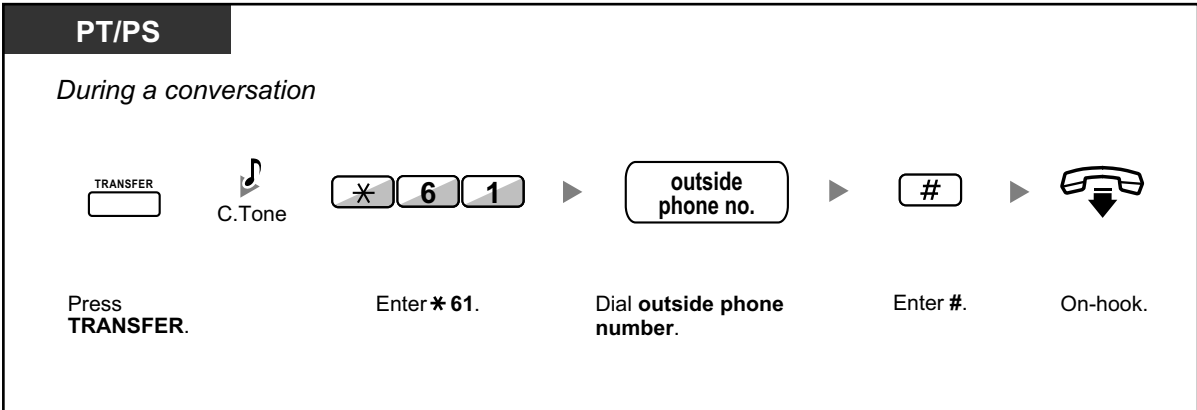 PT/PS
During a conversation
TRANSFER
C.Tone
* 6 1
outside
phone no.
#
Press
TRANSFER.
Enter * 61.
Dial outside phone
number.
Enter #.
On-hook.